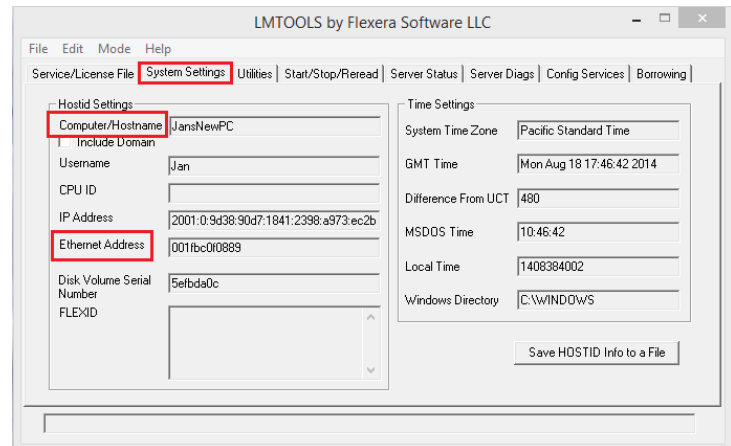 LMTOOLS by Flexera Software LLC
File Edit Mode Help
Service/License File System Settings Utilities Start/Stop/Reread Server Status Server Diags Config Services Borrowing
Hostid Settings
Computer/Hostname JansNewPC
Include Domain
Username Jan
CPU ID
IP Address 2001:0:9d38:90d7:1841:2398:a973:ec2b
Ethernet Address 001fbc0f0889
Disk Volume Serial
Number 5efbda0c
FLEXID
Time Settings
System Time Zone Pacific Standard Time
GMT Time Mon Aug 18 17:46:42 2014
Difference From UCT 480
MSDOS Time 10:46:42
Local Time 1408384002
Windows Directory C:\WINDOWS
Save HOSTID Info to a File